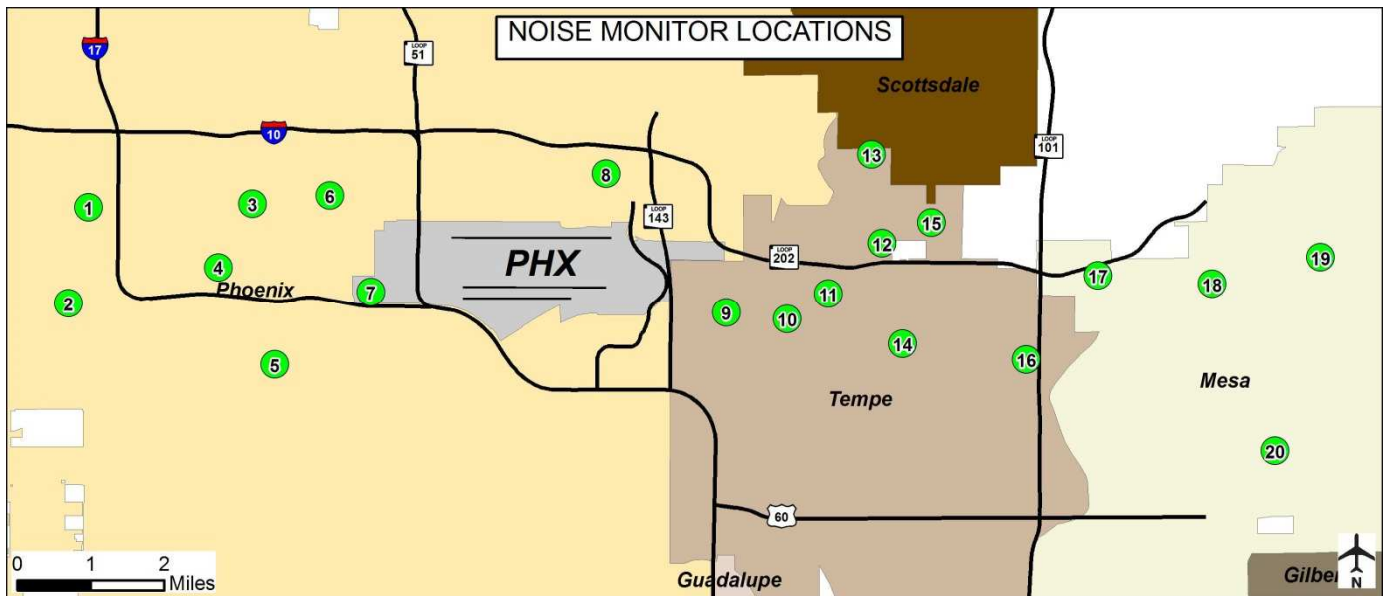 NOISE MONITOR LOCATIONS
17
LOOP
51
Scottsdale
10
LOOP
101
13
8
6
3
1
LOOP
143
15
12
LOOP
202
PHX
19
4
17
18
Phoenix
7
11
2
9
10
14
16
5
Mesa
Tempe
20
60
0 1 2
Miles
Guadalupe
Gilber
N